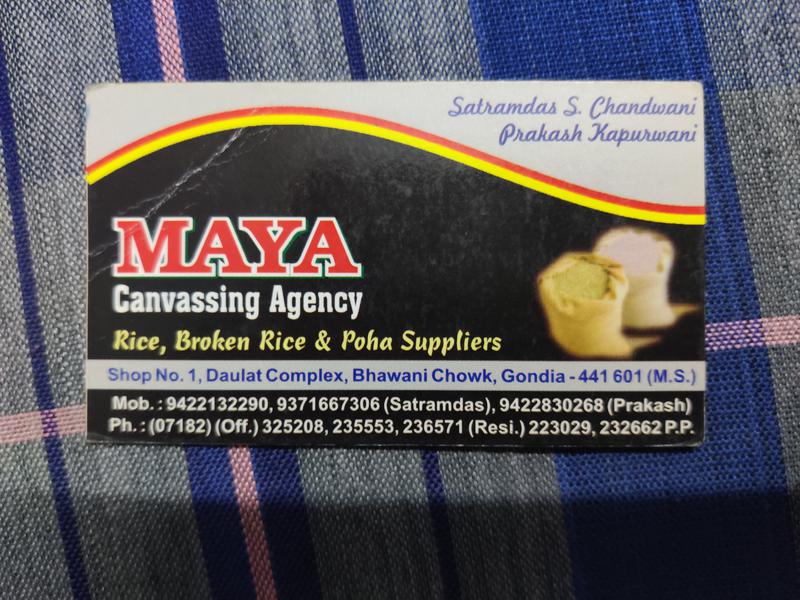 Satramdas S. Chandwani
Prakash Kapurwani
MAYA
Canvassing Agency
Rice, Broken Rice & Poha Suppliers
Shop No. 1, Daulat Complex, Bhawani Chowk, Gondia - 441 601 (M.S.)
Mob. : 9422132290, 9371667306 (Satramdas), 9422830268 (Prakash)
Ph. : (07182) (Off.) 325208, 235553, 236571 (Resi.) 223029, 232662 P.P.